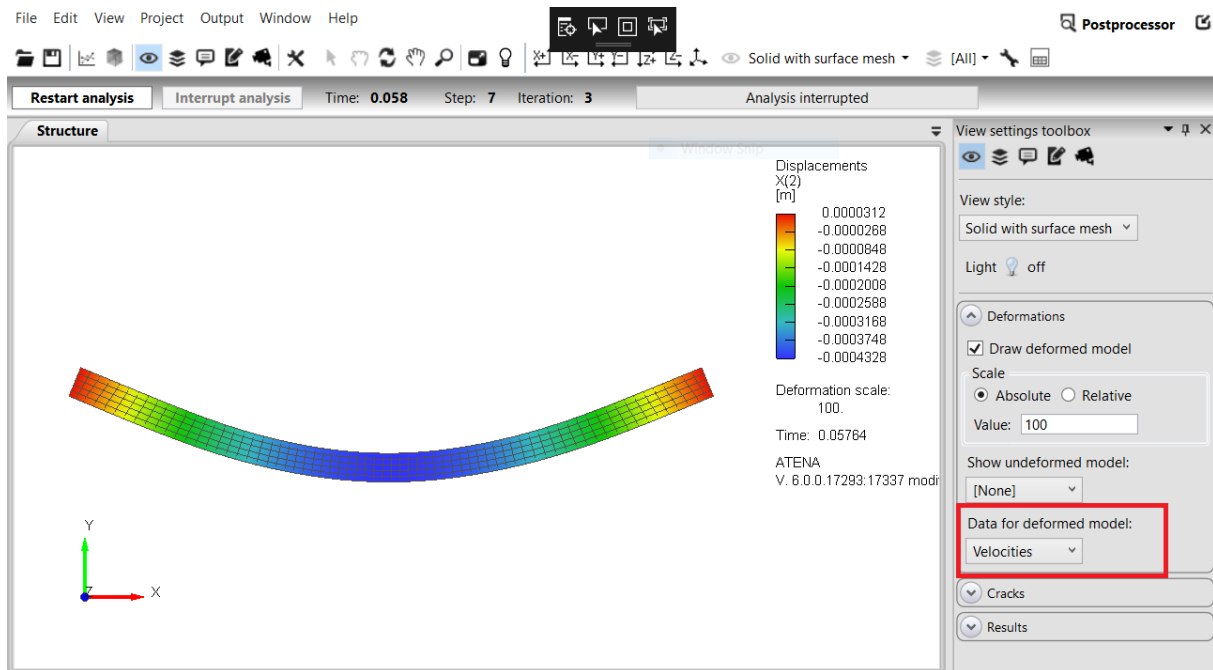 File Edit View Project Output Window Help
Postprocessor
X+ X- Y+ Y- Z+ Z- Solid with surface mesh [All]
Restart analysis Interrupt analysis Time: 0.058 Step: 7 Iteration: 3 Analysis interrupted
Structure
Window Snip
Displacements
X(2)
[m]
0.0000312
-0.0000268
-0.0000848
-0.0001428
-0.0002008
-0.0002588
-0.0003168
-0.0003748
-0.0004328
Deformation scale:
100.
Time: 0.05764
ATENA
V. 6.0.0.17293:17337 modi
Y
Z
X
View settings toolbox
View style:
Solid with surface mesh
Light off
Deformations
Draw deformed model
Scale
Absolute Relative
Value: 100
Show undeformed model:
[None]
Data for deformed model:
Velocities
Cracks
Results